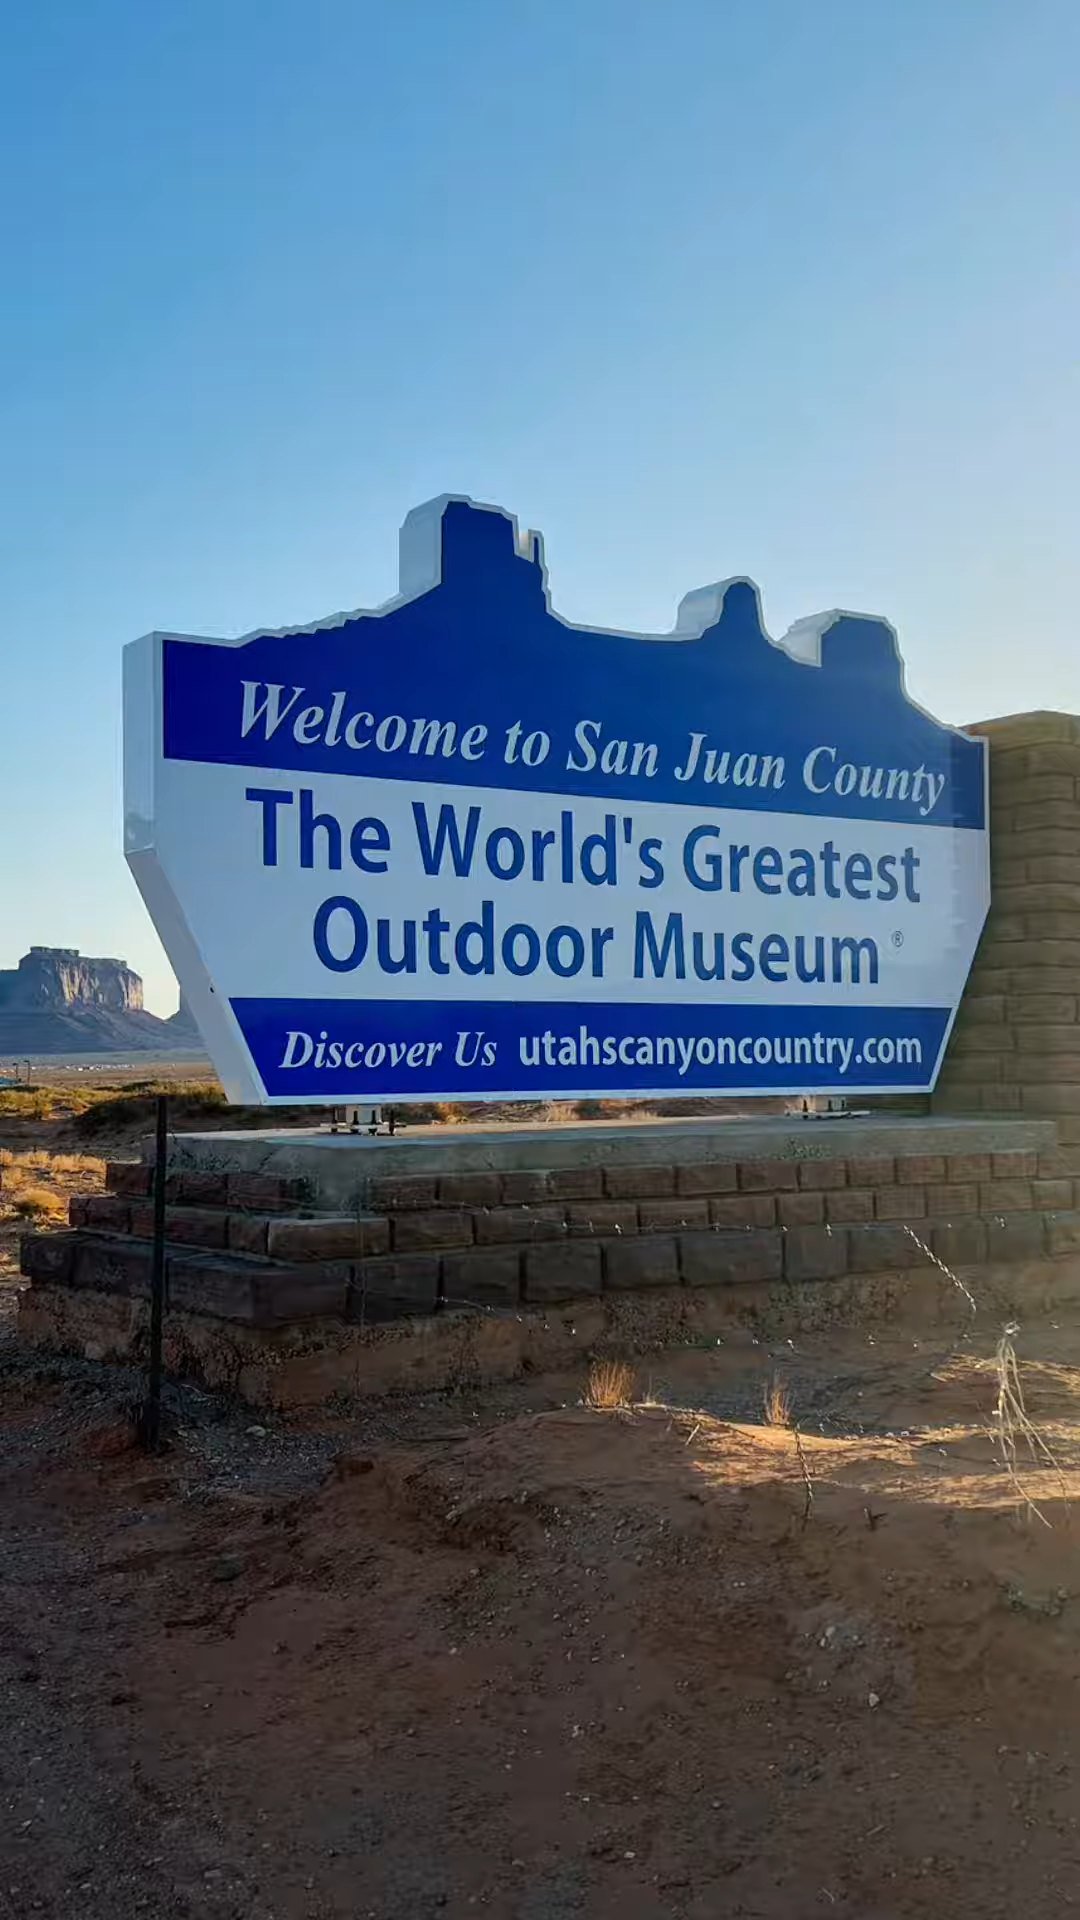 Welcome to San Juan County
The World's Greatest
Outdoor Museum ®
Discover Us utahscanyoncountry.com